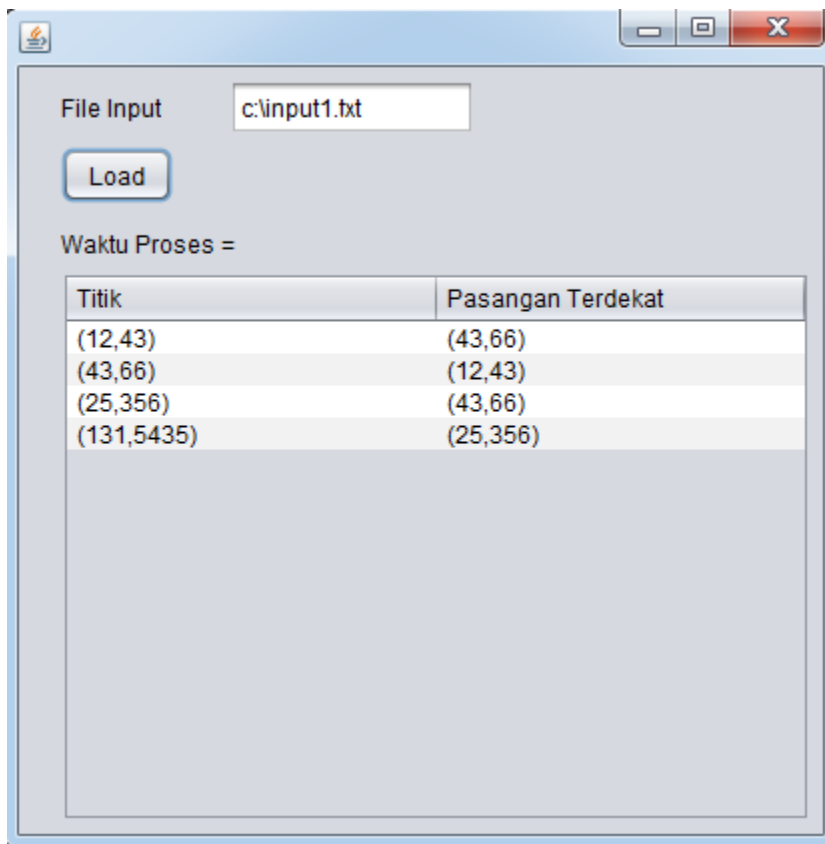 File Input c:\input1.txt
Load
Waktu Proses =
Titik Pasangan Terdekat
(12,43) (43,66)
(43,66) (12,43)
(25,356) (43,66)
(131,5435) (25,356)